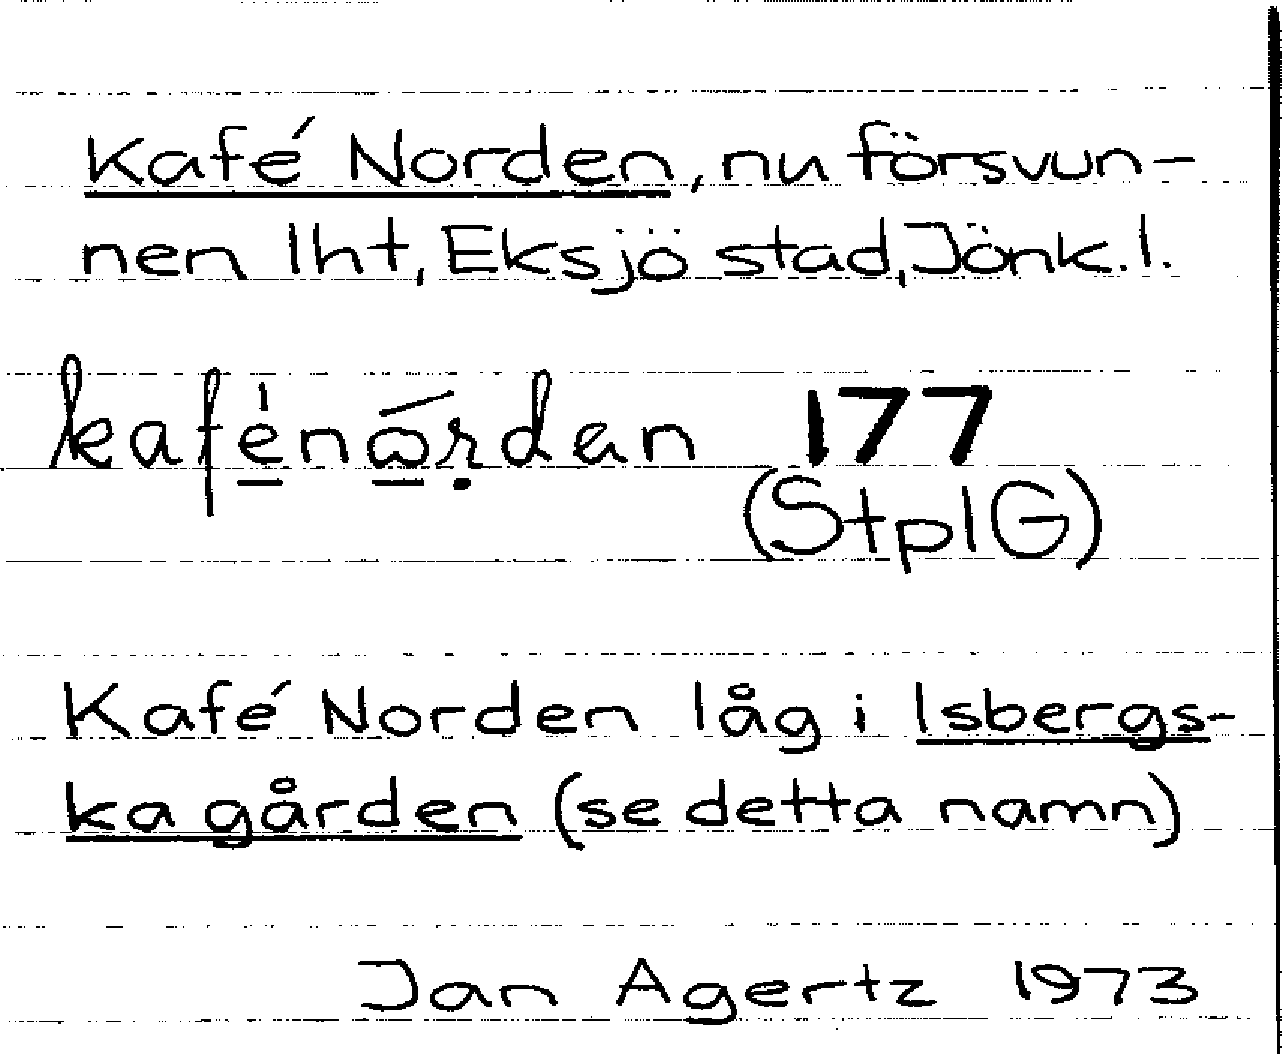 Kafé Norden, nu försvun-
nen lht, Eksjö stad, Jönk.l.
177
(StplG)
Kafé Norden låg i Isbergs-
ka gården (se detta namn)
Jan Agertz 1973